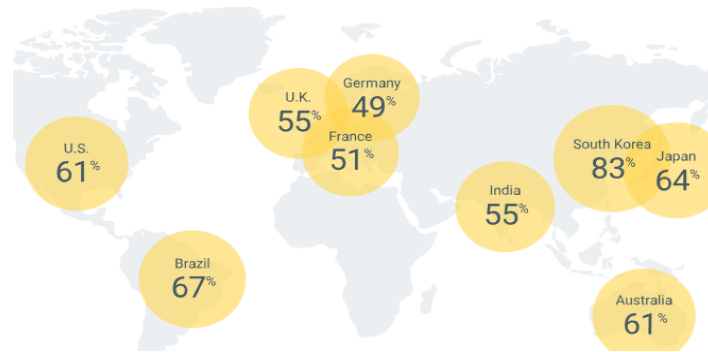 Germany
49%
U.K.
55%
France
51%
U.S.
61%
South Korea
83%
Japan
64%
India
55%
Brazil
67%
Australia
61%